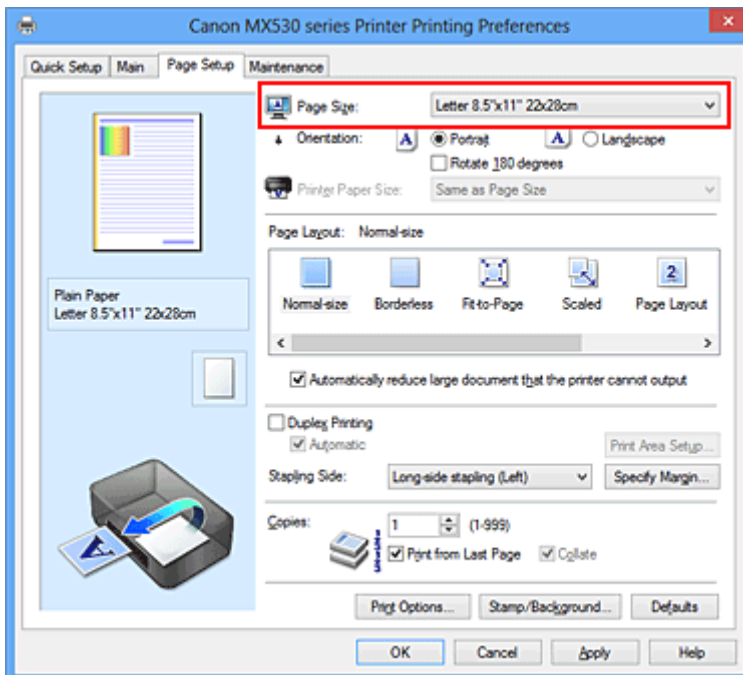 Canon MX530 series Printer Printing Preferences
Quick Setup Main Page Setup Maintenance
Page Size: Letter 8.5"x11" 22x28cm
Orientation: A Portrait A Landscape
Rotate 180 degrees
Printer Paper Size: Same as Page Size
Page Layout: Normal-size
2
Normal-size Borderless Fit-to-Page Scaled Page Layout
Plain Paper
Letter 8.5"x11" 22x28cm
Automatically reduce large document that the printer cannot output
Duplex Printing
Automatic Print Area Setup...
Stapling Side: Long-side stapling (Left) Specify Margin...
Copies: 1 (1-999)
Print from Last Page Collate
A
Print Options... Stamp/Background... Defaults
OK Cancel Apply Help